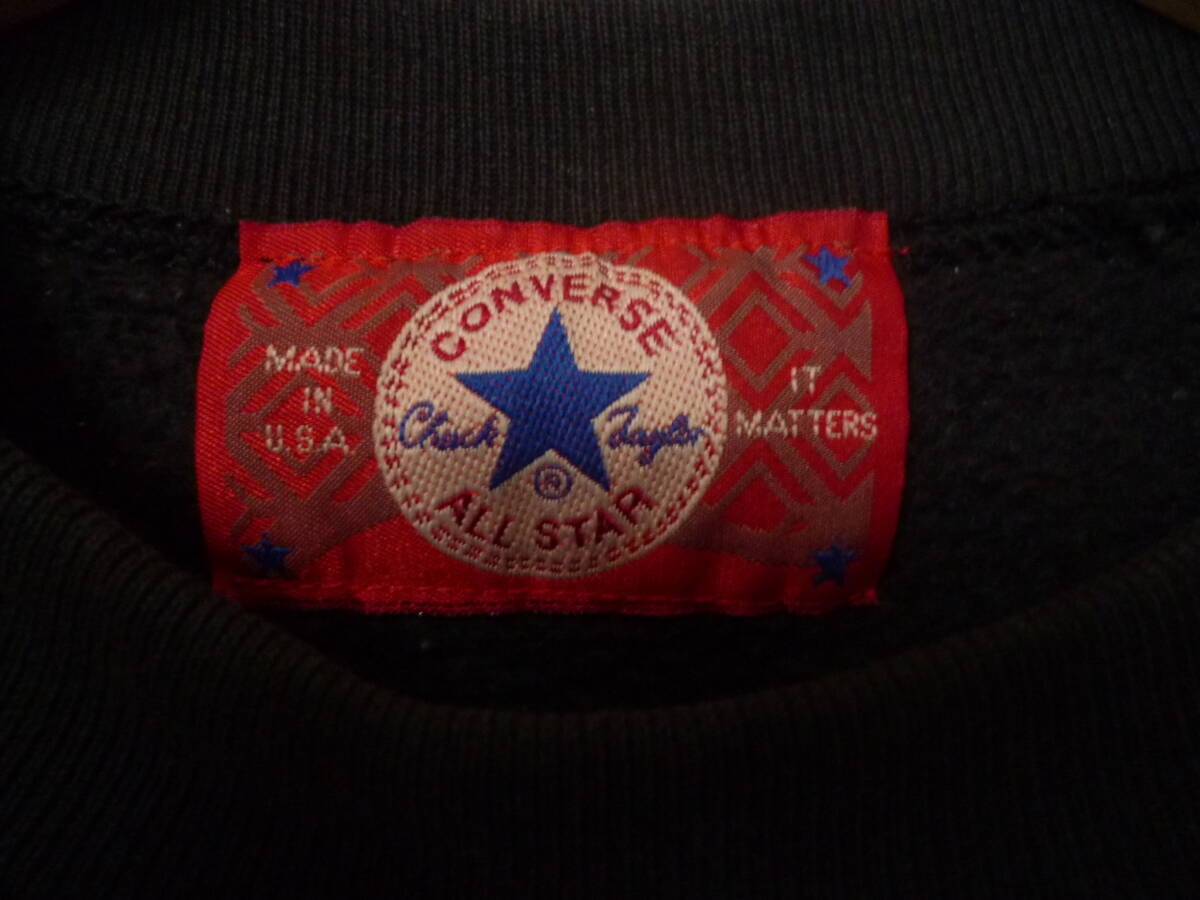 MADE
IN
U.S.A.
CONVERSE
Chuck Taylor
®
ALL STAR
IT
MATTERS